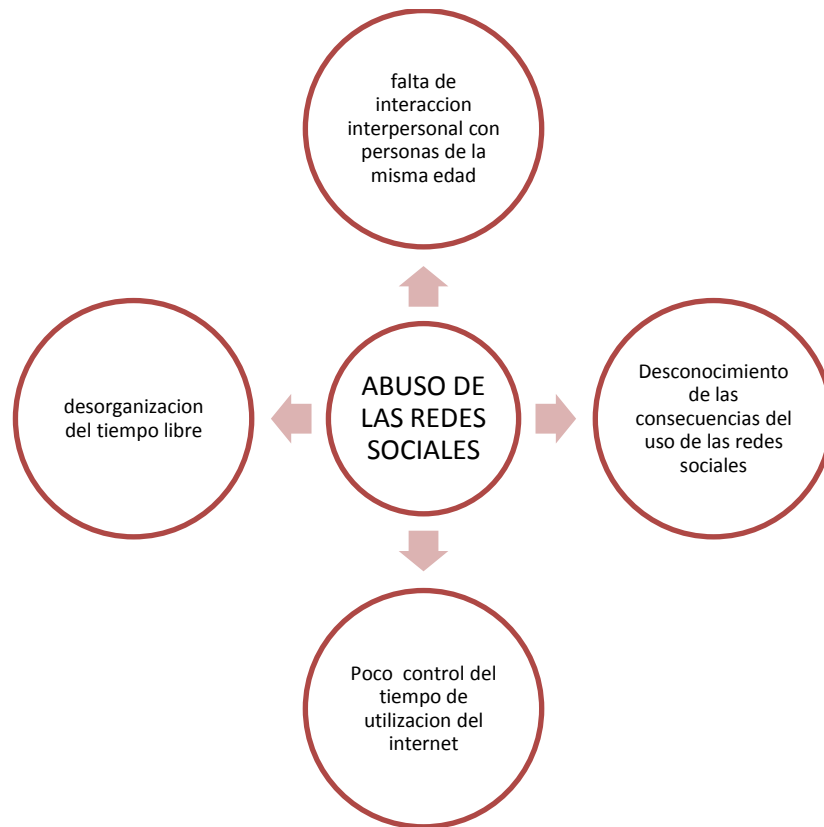 falta de
interaccion
interpersonal con
personas de la
misma edad
desorganizacion
del tiempo libre
ABUSO DE
LAS REDES
SOCIALES
Desconocimiento
de las
consecuencias del
uso de las redes
sociales
Poco control del
tiempo de
utilizacion del
internet